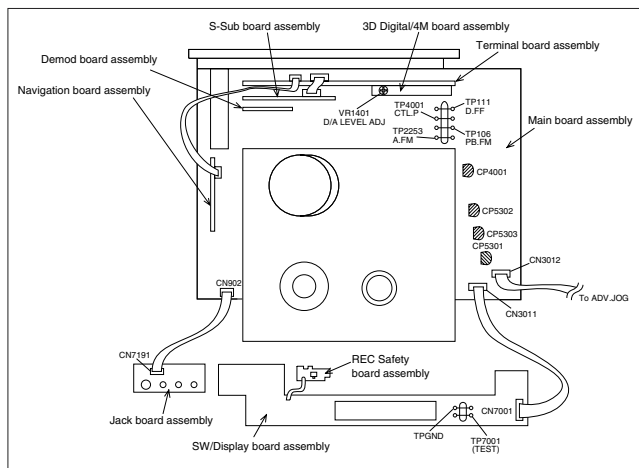 S-Sub board assembly
3D Digital/4M board assembly
Terminal board assembly
Demod board assembly
Navigation board assembly
VR1401
D/A LEVEL ADJ
TP4001
CTL.P
TP111
D.FF
TP2253
A.FM
TP106
PB.FM
Main board assembly
CP4001
CP5302
CP5303
CP5301
CN3012
To ADV.JOG
CN902
CN3011
CN7191
REC Safety
board assembly
Jack board assembly
SW/Display board assembly
TPGND
TP7001
(TEST)
CN7001